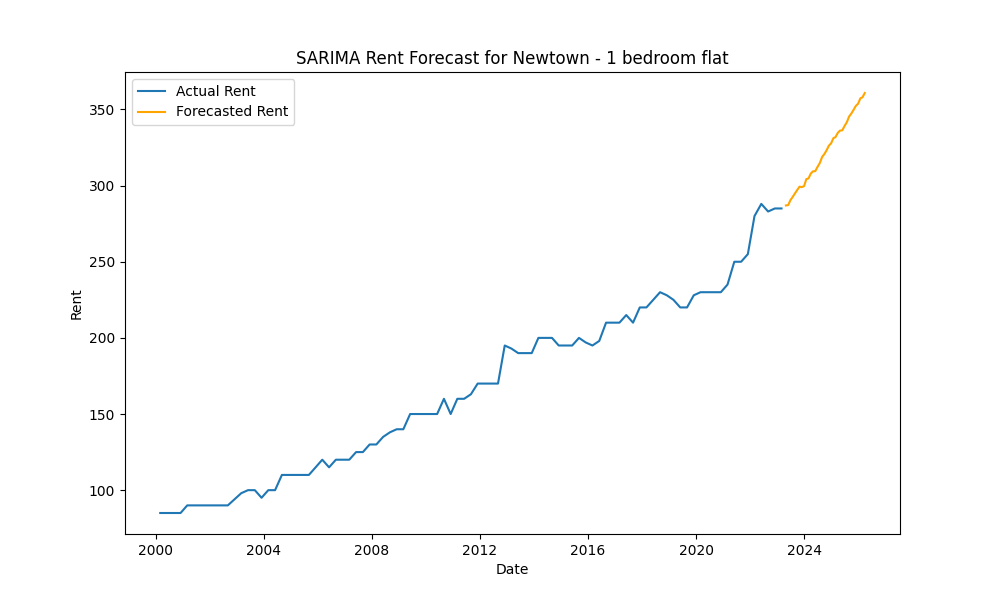 SARIMA Rent Forecast for Newtown - 1 bedroom flat
Actual Rent
Forecasted Rent
350
300
250
200
150
100
Rent
2000 2004 2008 2012 2016 2020 2024
Date